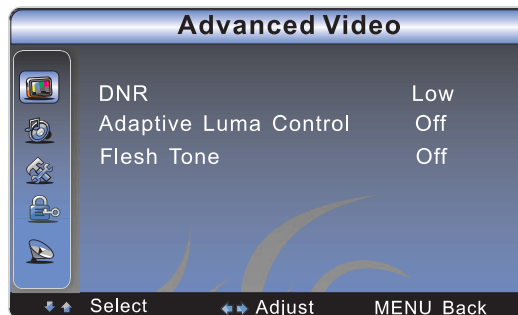 Advanced Video
DNR Low
Adaptive Luma Control Off
Flesh Tone Off
Select Adjust MENU Back